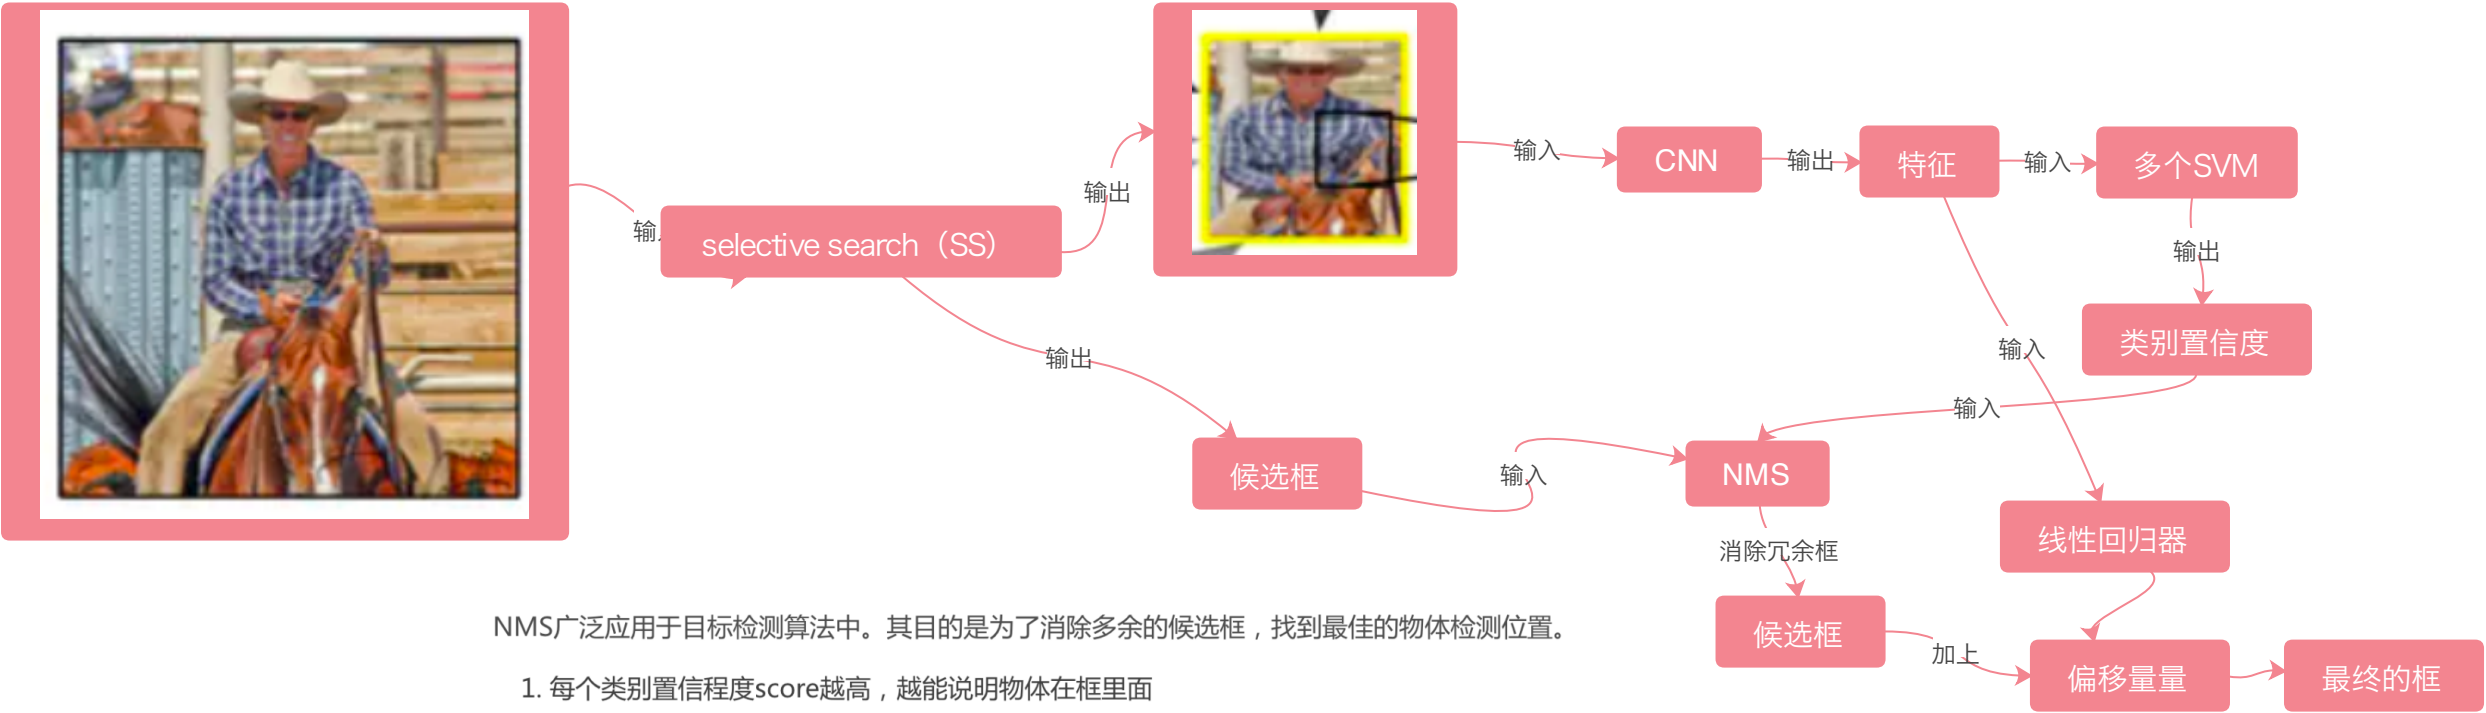 输入
selective search（SS）
输出
输入
CNN
输出
特征
输入
多个SVM
输出
类别置信度
输入
输入
输出
候选框
输入
NMS
线性回归器
消除冗余框
候选框
加上
偏移量量
最终的框
NMS广泛应用于目标检测算法中。其目的是为了消除多余的候选框，找到最佳的物体检测位置。
1. 每个类别置信程度score越高，越能说明物体在框里面